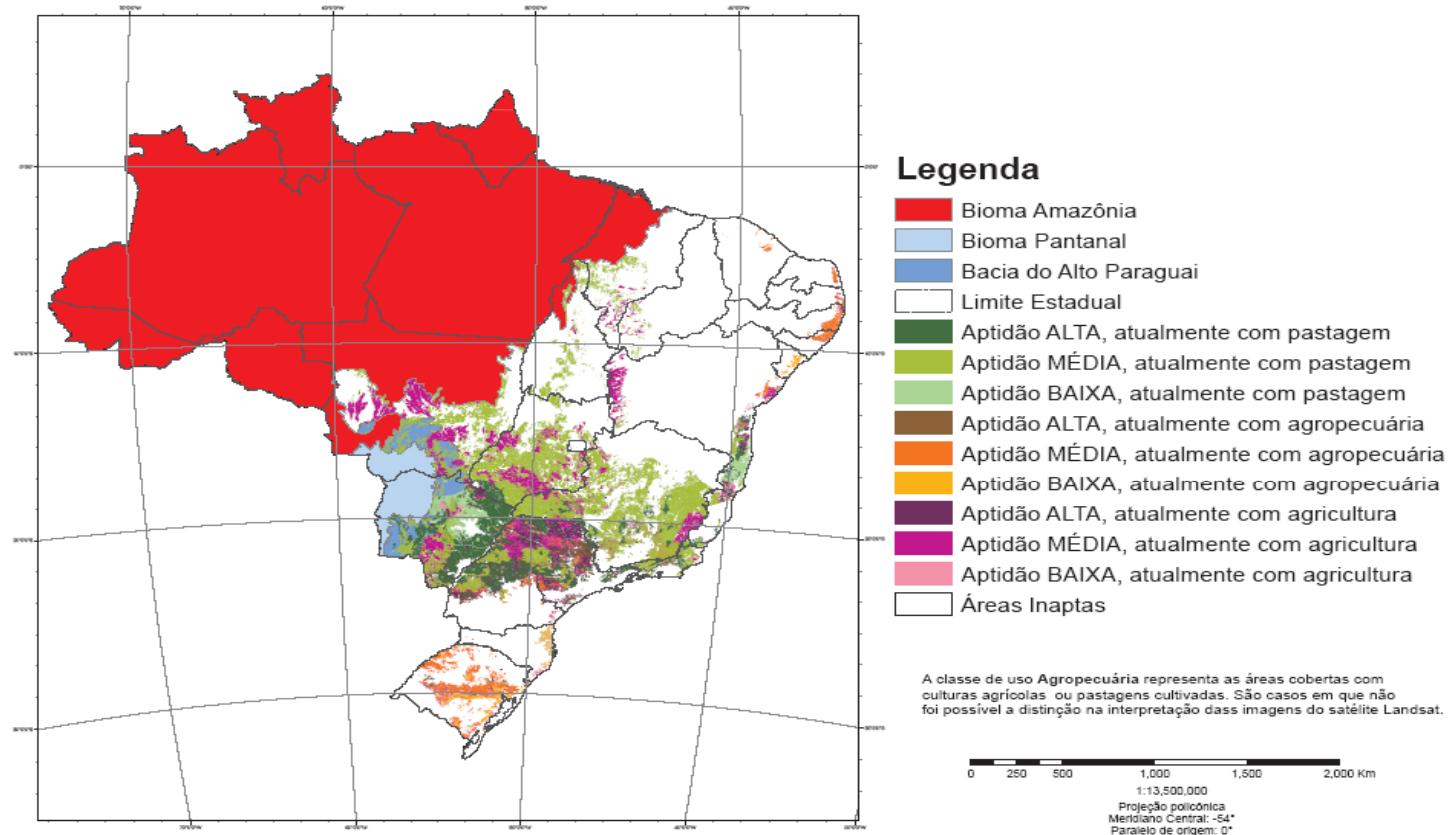 Legenda
Bioma Amazônia
Bioma Pantanal
Bacia do Alto Paraguai
Limite Estadual
Aptidão ALTA, atualmente com pastagem
Aptidão MÉDIA, atualmente com pastagem
Aptidão BAIXA, atualmente com pastagem
Aptidão ALTA, atualmente com agropecuária
Aptidão MÉDIA, atualmente com agropecuária
Aptidão BAIXA, atualmente com agropecuária
Aptidão ALTA, atualmente com agricultura
Aptidão MÉDIA, atualmente com agricultura
Aptidão BAIXA, atualmente com agricultura
Áreas Inaptas
A classe de uso Agropecuária representa as áreas cobertas com
culturas agrícolas ou pastagens cultivadas. São casos em que não
foi possível a distinção na interpretação dass imagens do satélite Landsat.
0 250 500 1,000 1,500 2,000 Km
1:13,500,000
Projeção policônica
Meridiano Central: -54°
Paralelo de origem: 0°